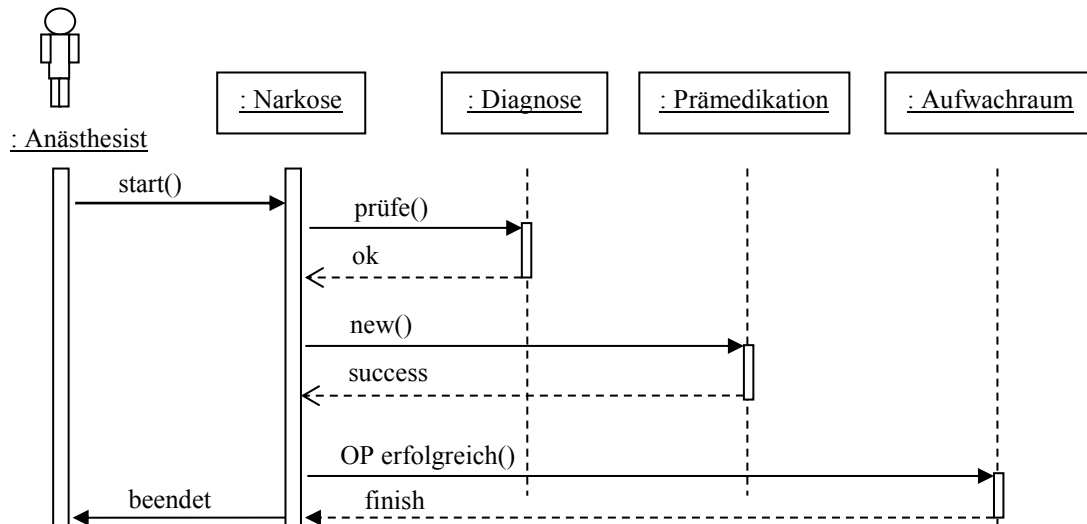 : Narkose
: Diagnose
: Prämedikation
: Aufwachraum
: Anästhesist
start()
prüfe()
ok
new()
success
OP erfolgreich()
beendet
finish